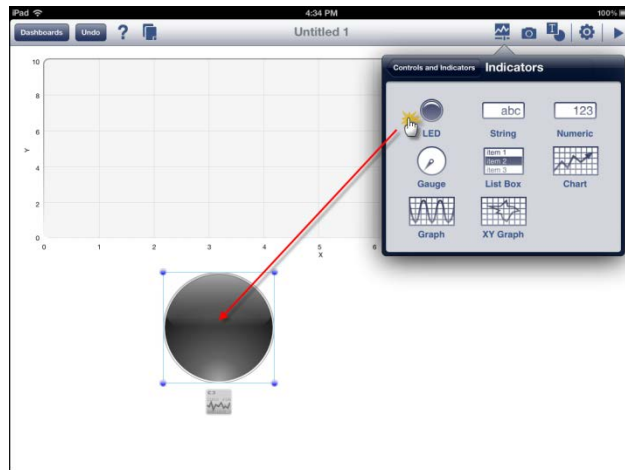 iPad 4:34 PM 100%
Dashboards Undo ? Untitled 1
Controls and Indicators Indicators
LED
abc
String
123
Numeric
Gauge
Item 1
Item 2
Item 3
List Box
Chart
Graph
XY Graph
10
8
6
4
2
0
Y
0 1 2 3 4 5 6
X